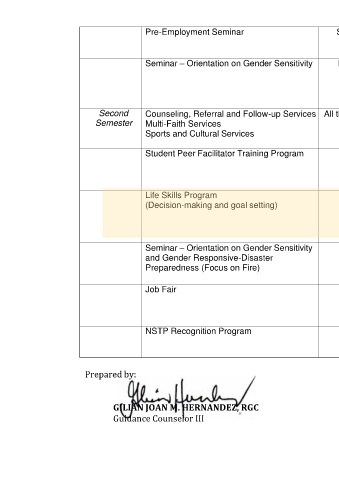 Pre-Employment Seminar
S
Seminar – Orientation on Gender Sensitivity
Second
Semester
Counseling, Referral and Follow-up Services
All th
Multi-Faith Services
Sports and Cultural Services
Student Peer Facilitator Training Program
Life Skills Program
(Decision-making and goal setting)
Seminar – Orientation on Gender Sensitivity
and Gender Responsive-Disaster
Preparedness (Focus on Fire)
Job Fair
NSTP Recognition Program
Prepared by:
GILIAN JOAN M. HERNANDEZ, RGC
Guidance Counselor III